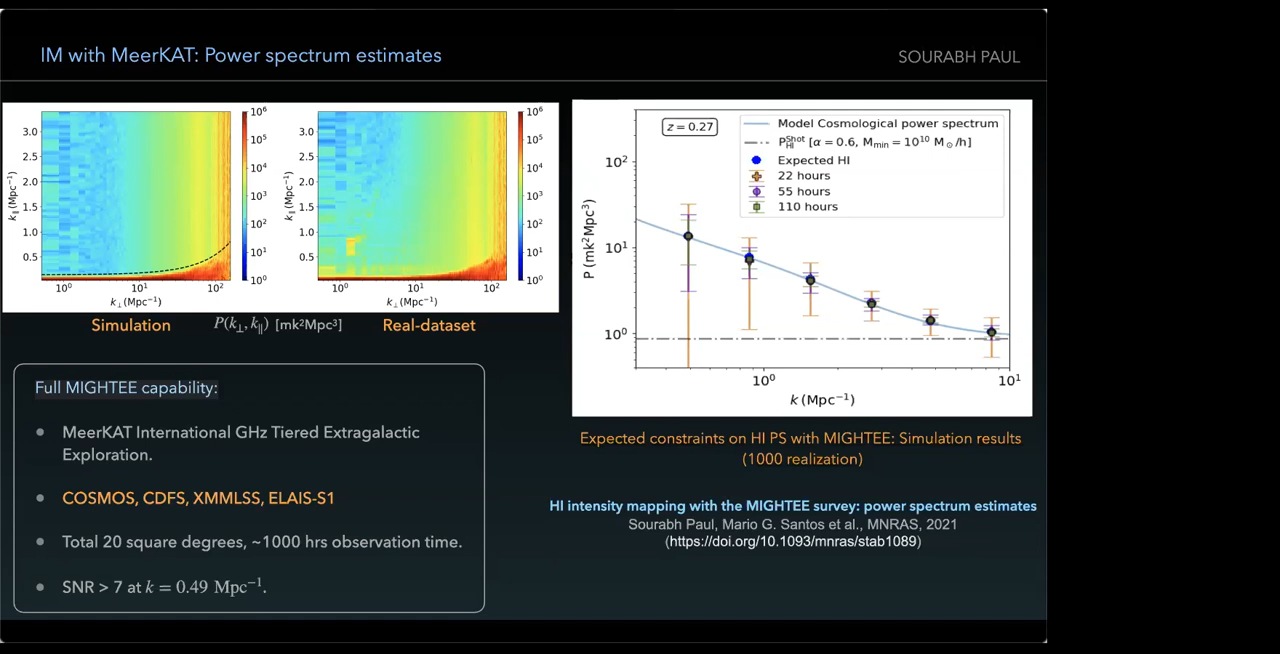 IM with MeerKAT: Power spectrum estimates
SOURABH PAUL
3.0
2.5
2.0
1.5
1.0
0.5
k∥(Mpc⁻¹)
10⁰
10¹
10²
k⊥(Mpc⁻¹)
10⁶
10⁵
10⁴
10³
10²
10¹
10⁰
3.0
2.5
2.0
1.5
1.0
0.5
k∥(Mpc⁻¹)
10⁰
10¹
10²
k⊥(Mpc⁻¹)
10⁶
10⁵
10⁴
10³
10²
10¹
10⁰
Simulation
P(k⊥, k∥) [mk²Mpc³]
Real-dataset
Full MIGHTEE capability:
MeerKAT International GHz Tiered Extragalactic
Exploration.
COSMOS, CDFS, XMMLSS, ELAIS-S1
Total 20 square degrees, ~1000 hrs observation time.
SNR > 7 at k = 0.49 Mpc⁻¹.
z = 0.27
Model Cosmological power spectrum
P_HI^Shot [α = 0.6, M_min = 10¹⁰ M_⊙/h]
Expected HI
22 hours
55 hours
110 hours
10²
10¹
10⁰
P (mk²Mpc³)
10⁰
10¹
k (Mpc⁻¹)
Expected constraints on HI PS with MIGHTEE: Simulation results
(1000 realization)
HI intensity mapping with the MIGHTEE survey: power spectrum estimates
Sourabh Paul, Mario G. Santos et al., MNRAS, 2021
(https://doi.org/10.1093/mnras/stab1089)